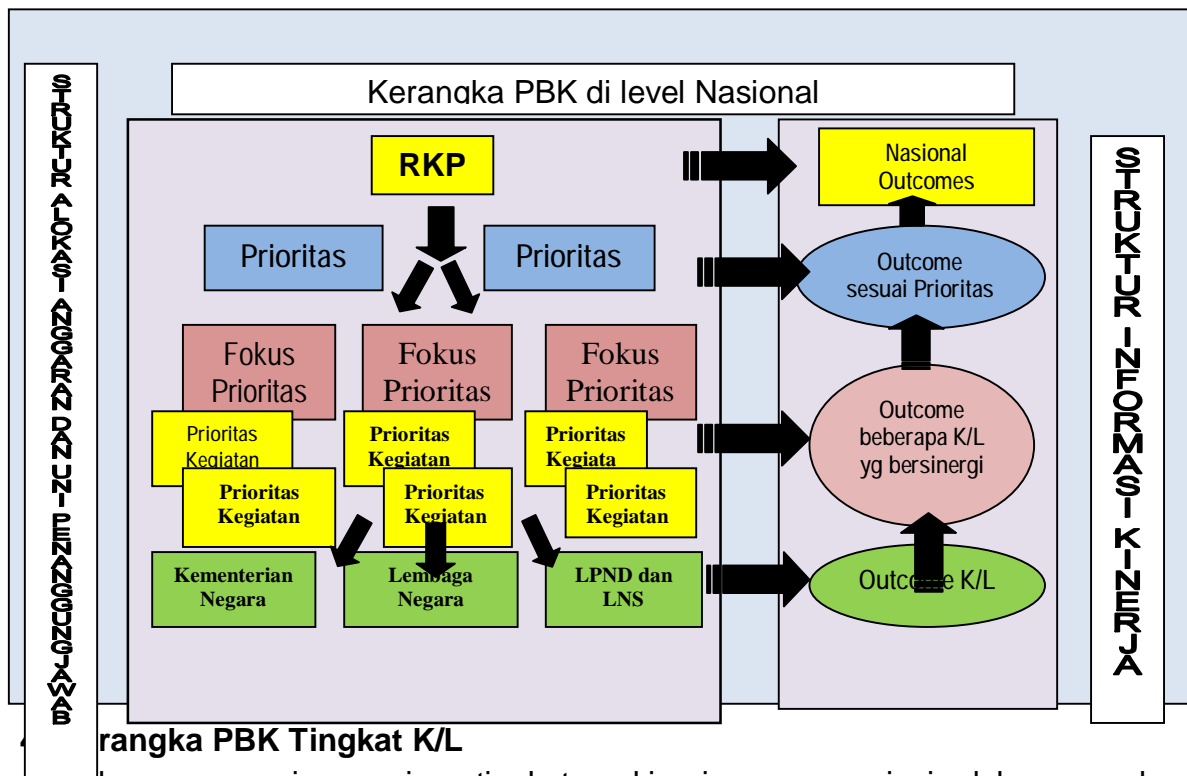 Kerangka PBK di level Nasional
STRUKTUR ALOKASI ANGGARAN DAN UNI PENANGGUNGJAWAB
RKP
Prioritas
Prioritas
Fokus
Prioritas
Fokus
Prioritas
Fokus
Prioritas
Prioritas
Kegiatan
Prioritas
Kegiatan
Prioritas
Kegiata
Prioritas
Kegiatan
Prioritas
Kegiatan
Prioritas
Kegiatan
Kementerian
Negara
Lembaga
Negara
LPND dan
LNS
Nasional
Outcomes
Outcome
sesuai Prioritas
Outcome
beberapa K/L
yg bersinergi
Outcome K/L
STRUKTUR INFORMASI KINERJA
rangka PBK Tingkat K/L